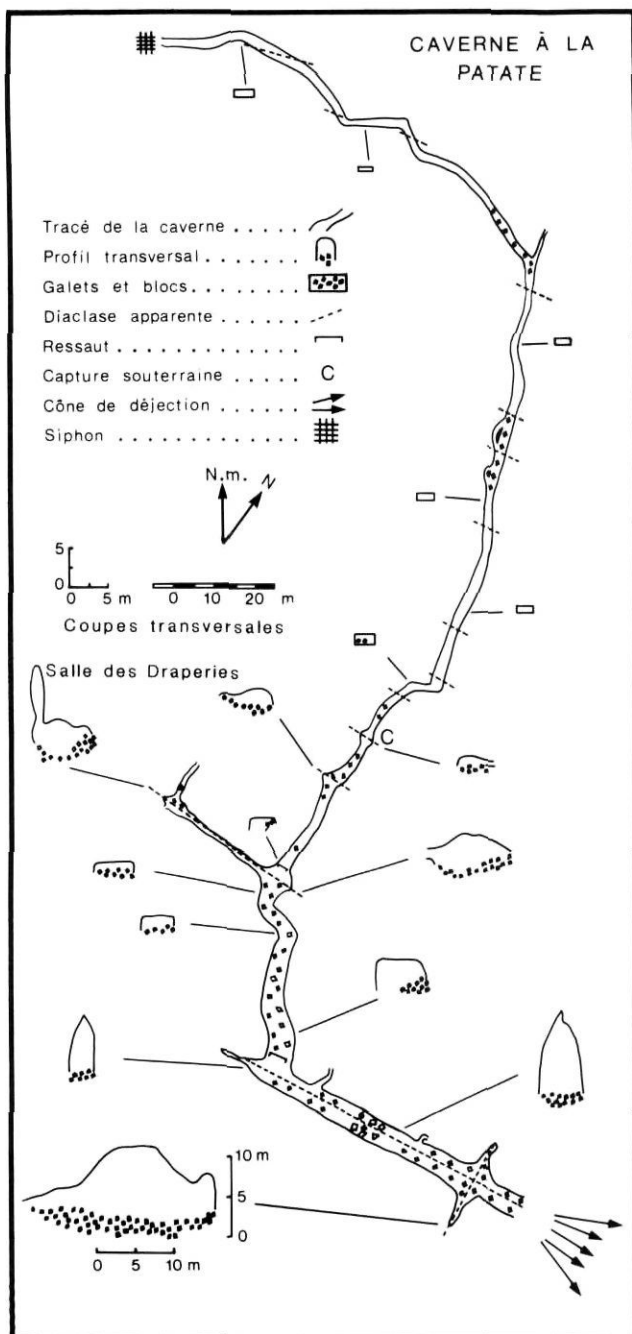 CAVERNE À LA
PATATE
Tracé de la caverne . . . . .
Profil transversal . . . . . . .
Galets et blocs. . . . . . . . .
Diaclase apparente . . . . . .
Ressaut . . . . . . . . . . . . .
Capture souterraine . . . . . C
Cône de déjection . . . . . . .
Siphon . . . . . . . . . . . . .
N.m. N
5
0
0 5 m 0 10 20 m
Coupes transversales
Salle des Draperies
C
10 m
5
0
0 5 10 m